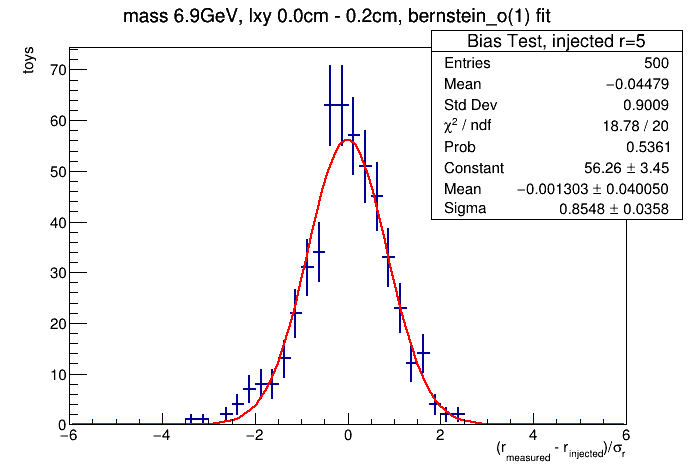 mass 6.9GeV, lxy 0.0cm - 0.2cm, bernstein_o(1) fit
Bias Test, injected r=5
Entries 500
Mean −0.04479
Std Dev 0.9009
χ² / ndf 18.78 / 20
Prob 0.5361
Constant 56.26 ± 3.45
Mean −0.001303 ± 0.040050
Sigma 0.8548 ± 0.0358
toys
70
60
50
40
30
20
10
0
−6 −4 −2 0 2 4 6
(r_measured - r_injected)/σ_r